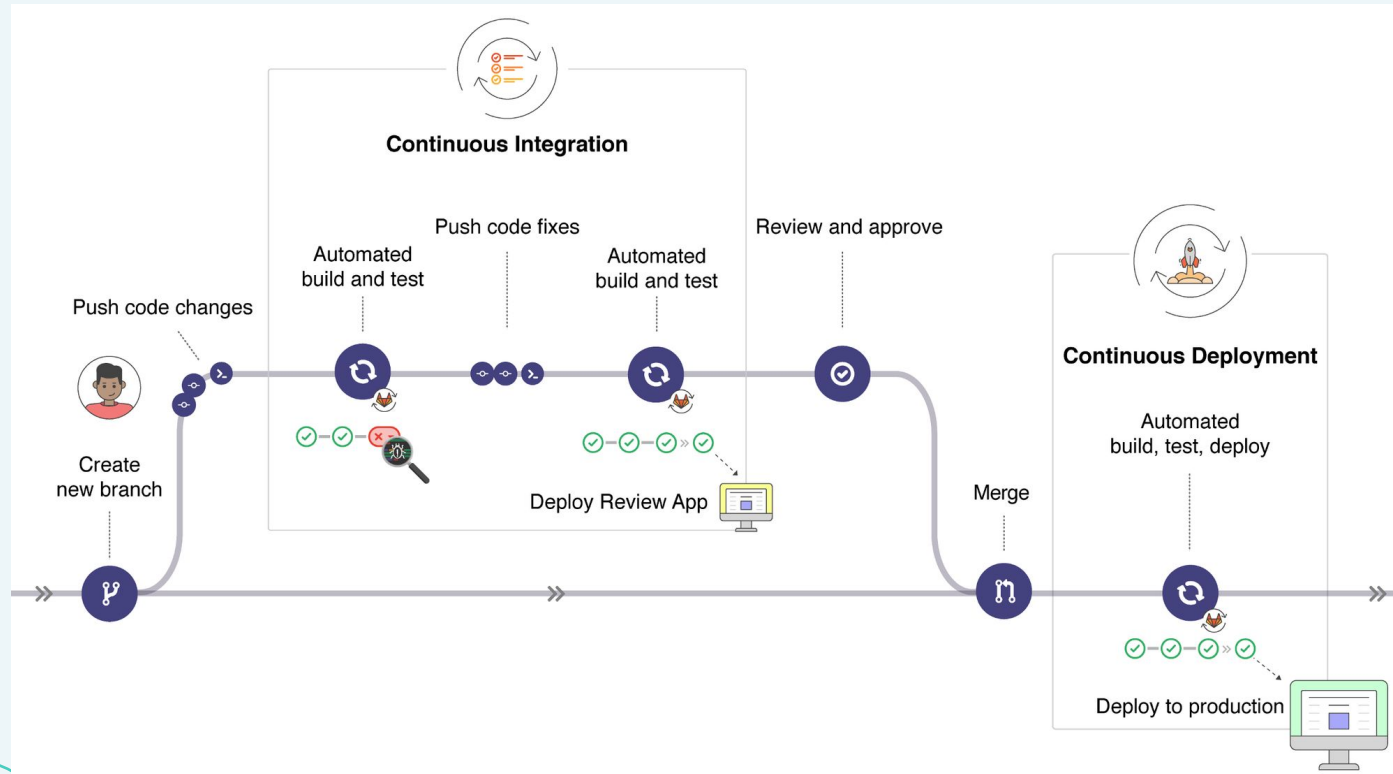 Continuous Integration
Push code fixes
Review and approve
Automated
build and test
Automated
build and test
Push code changes
Continuous Deployment
Automated
build, test, deploy
Create
new branch
Deploy Review App
Merge
Deploy to production